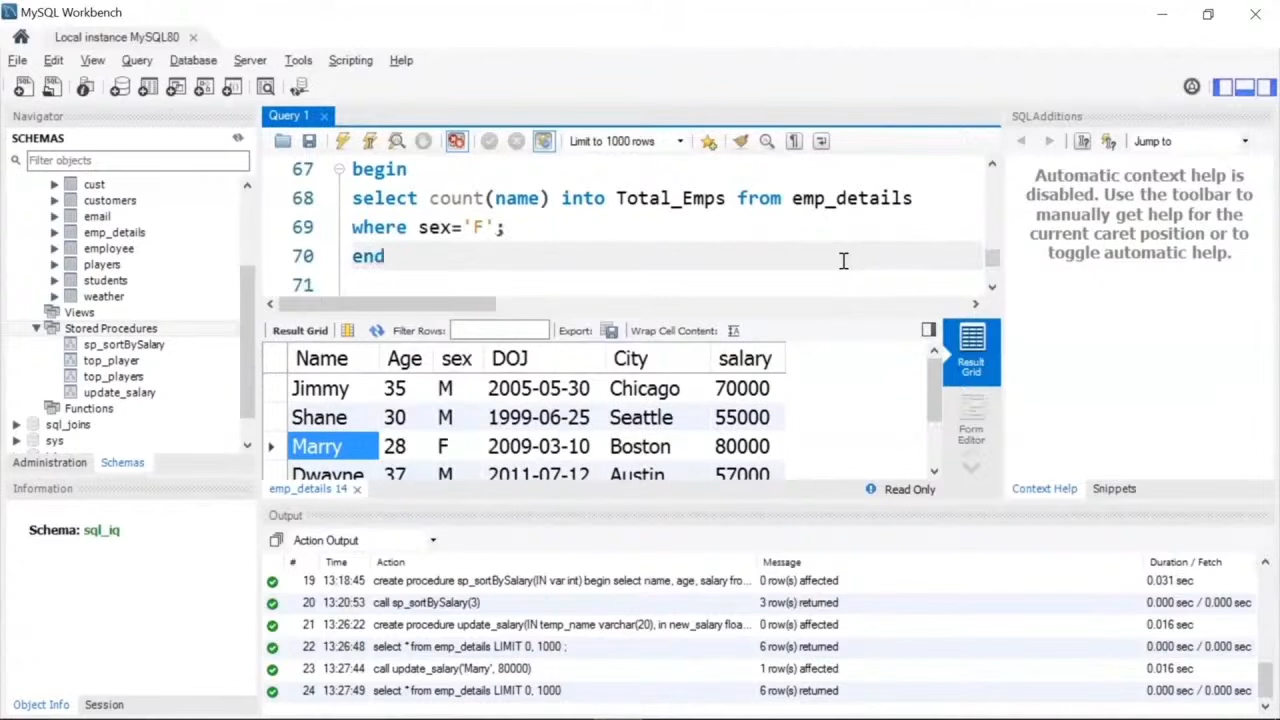 MySQL Workbench
Local instance MySQL80
File Edit View Query Database Server Tools Scripting Help
Navigator
SCHEMAS
Filter objects
cust
customers
email
emp_details
employee
players
students
weather
Views
Stored Procedures
sp_sortBySalary
top_player
top_players
update_salary
Functions
sql_joins
sys
Administration Schemas
Information
Schema: sql_iq
Object Info Session
Query 1
Limit to 1000 rows
67 begin
68 select count(name) into Total_Emps from emp_details
69 where sex='F';
70 end
71
Result Grid Filter Rows: Export: Wrap Cell Content:
Name Age sex DOJ City salary
Jimmy 35 M 2005-05-30 Chicago 70000
Shane 30 M 1999-06-25 Seattle 55000
Marry 28 F 2009-03-10 Boston 80000
Dwayne 37 M 2011-07-12 Austin 57000
Result
Grid
Form
Editor
emp_details 14 Read Only
Output
Action Output
# Time Action Message Duration / Fetch
19 13:18:45 create procedure sp_sortBySalary(IN var int) begin select name, age, salary fro... 0 row(s) affected 0.031 sec
20 13:20:53 call sp_sortBySalary(3) 3 row(s) returned 0.000 sec / 0.000 sec
21 13:26:22 create procedure update_salary(IN temp_name varchar(20), in new_salary floa... 0 row(s) affected 0.016 sec
22 13:26:48 select * from emp_details LIMIT 0, 1000 ; 6 row(s) returned 0.000 sec / 0.000 sec
23 13:27:44 call update_salary('Marry', 80000) 1 row(s) affected 0.016 sec
24 13:27:49 select * from emp_details LIMIT 0, 1000 6 row(s) returned 0.000 sec / 0.000 sec
SQLAdditions
Jump to
Automatic context help is
disabled. Use the toolbar to
manually get help for the
current caret position or to
toggle automatic help.
Context Help Snippets